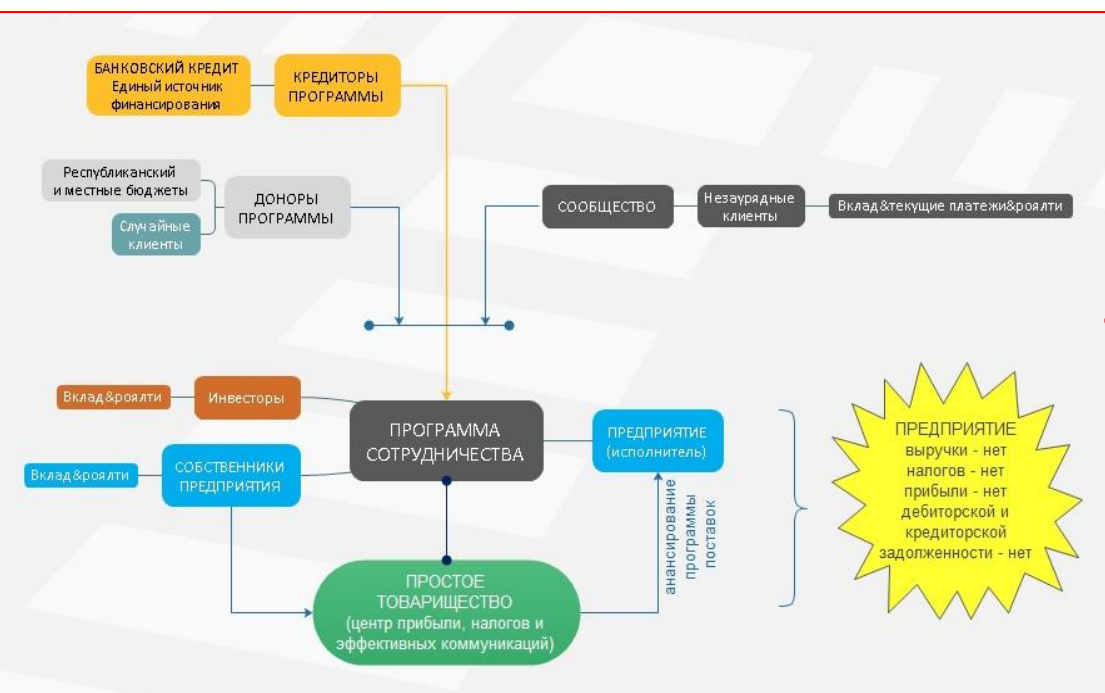 БАНКОВСКИЙ КРЕДИТ
Единый источник
финансирования
КРЕДИТОРЫ
ПРОГРАММЫ
Республиканский
и местные бюджеты
Случайные
клиенты
ДОНОРЫ
ПРОГРАММЫ
СООБЩЕСТВО
Незаурядные
клиенты
Вклад&текущие платежи&роялти
Вклад&роялти
Инвесторы
Вклад&роялти
СОБСТВЕННИКИ
ПРЕДПРИЯТИЯ
ПРОГРАММА
СОТРУДНИЧЕСТВА
ПРЕДПРИЯТИЕ
(исполнитель)
анансирование
программы
поставок
ПРОСТОЕ
ТОВАРИЩЕСТВО
(центр прибыли, налогов и
эффективных коммуникаций)
ПРЕДПРИЯТИЕ
выручки - нет
налогов - нет
прибыли - нет
дебиторской и
кредиторской
задолженности - нет